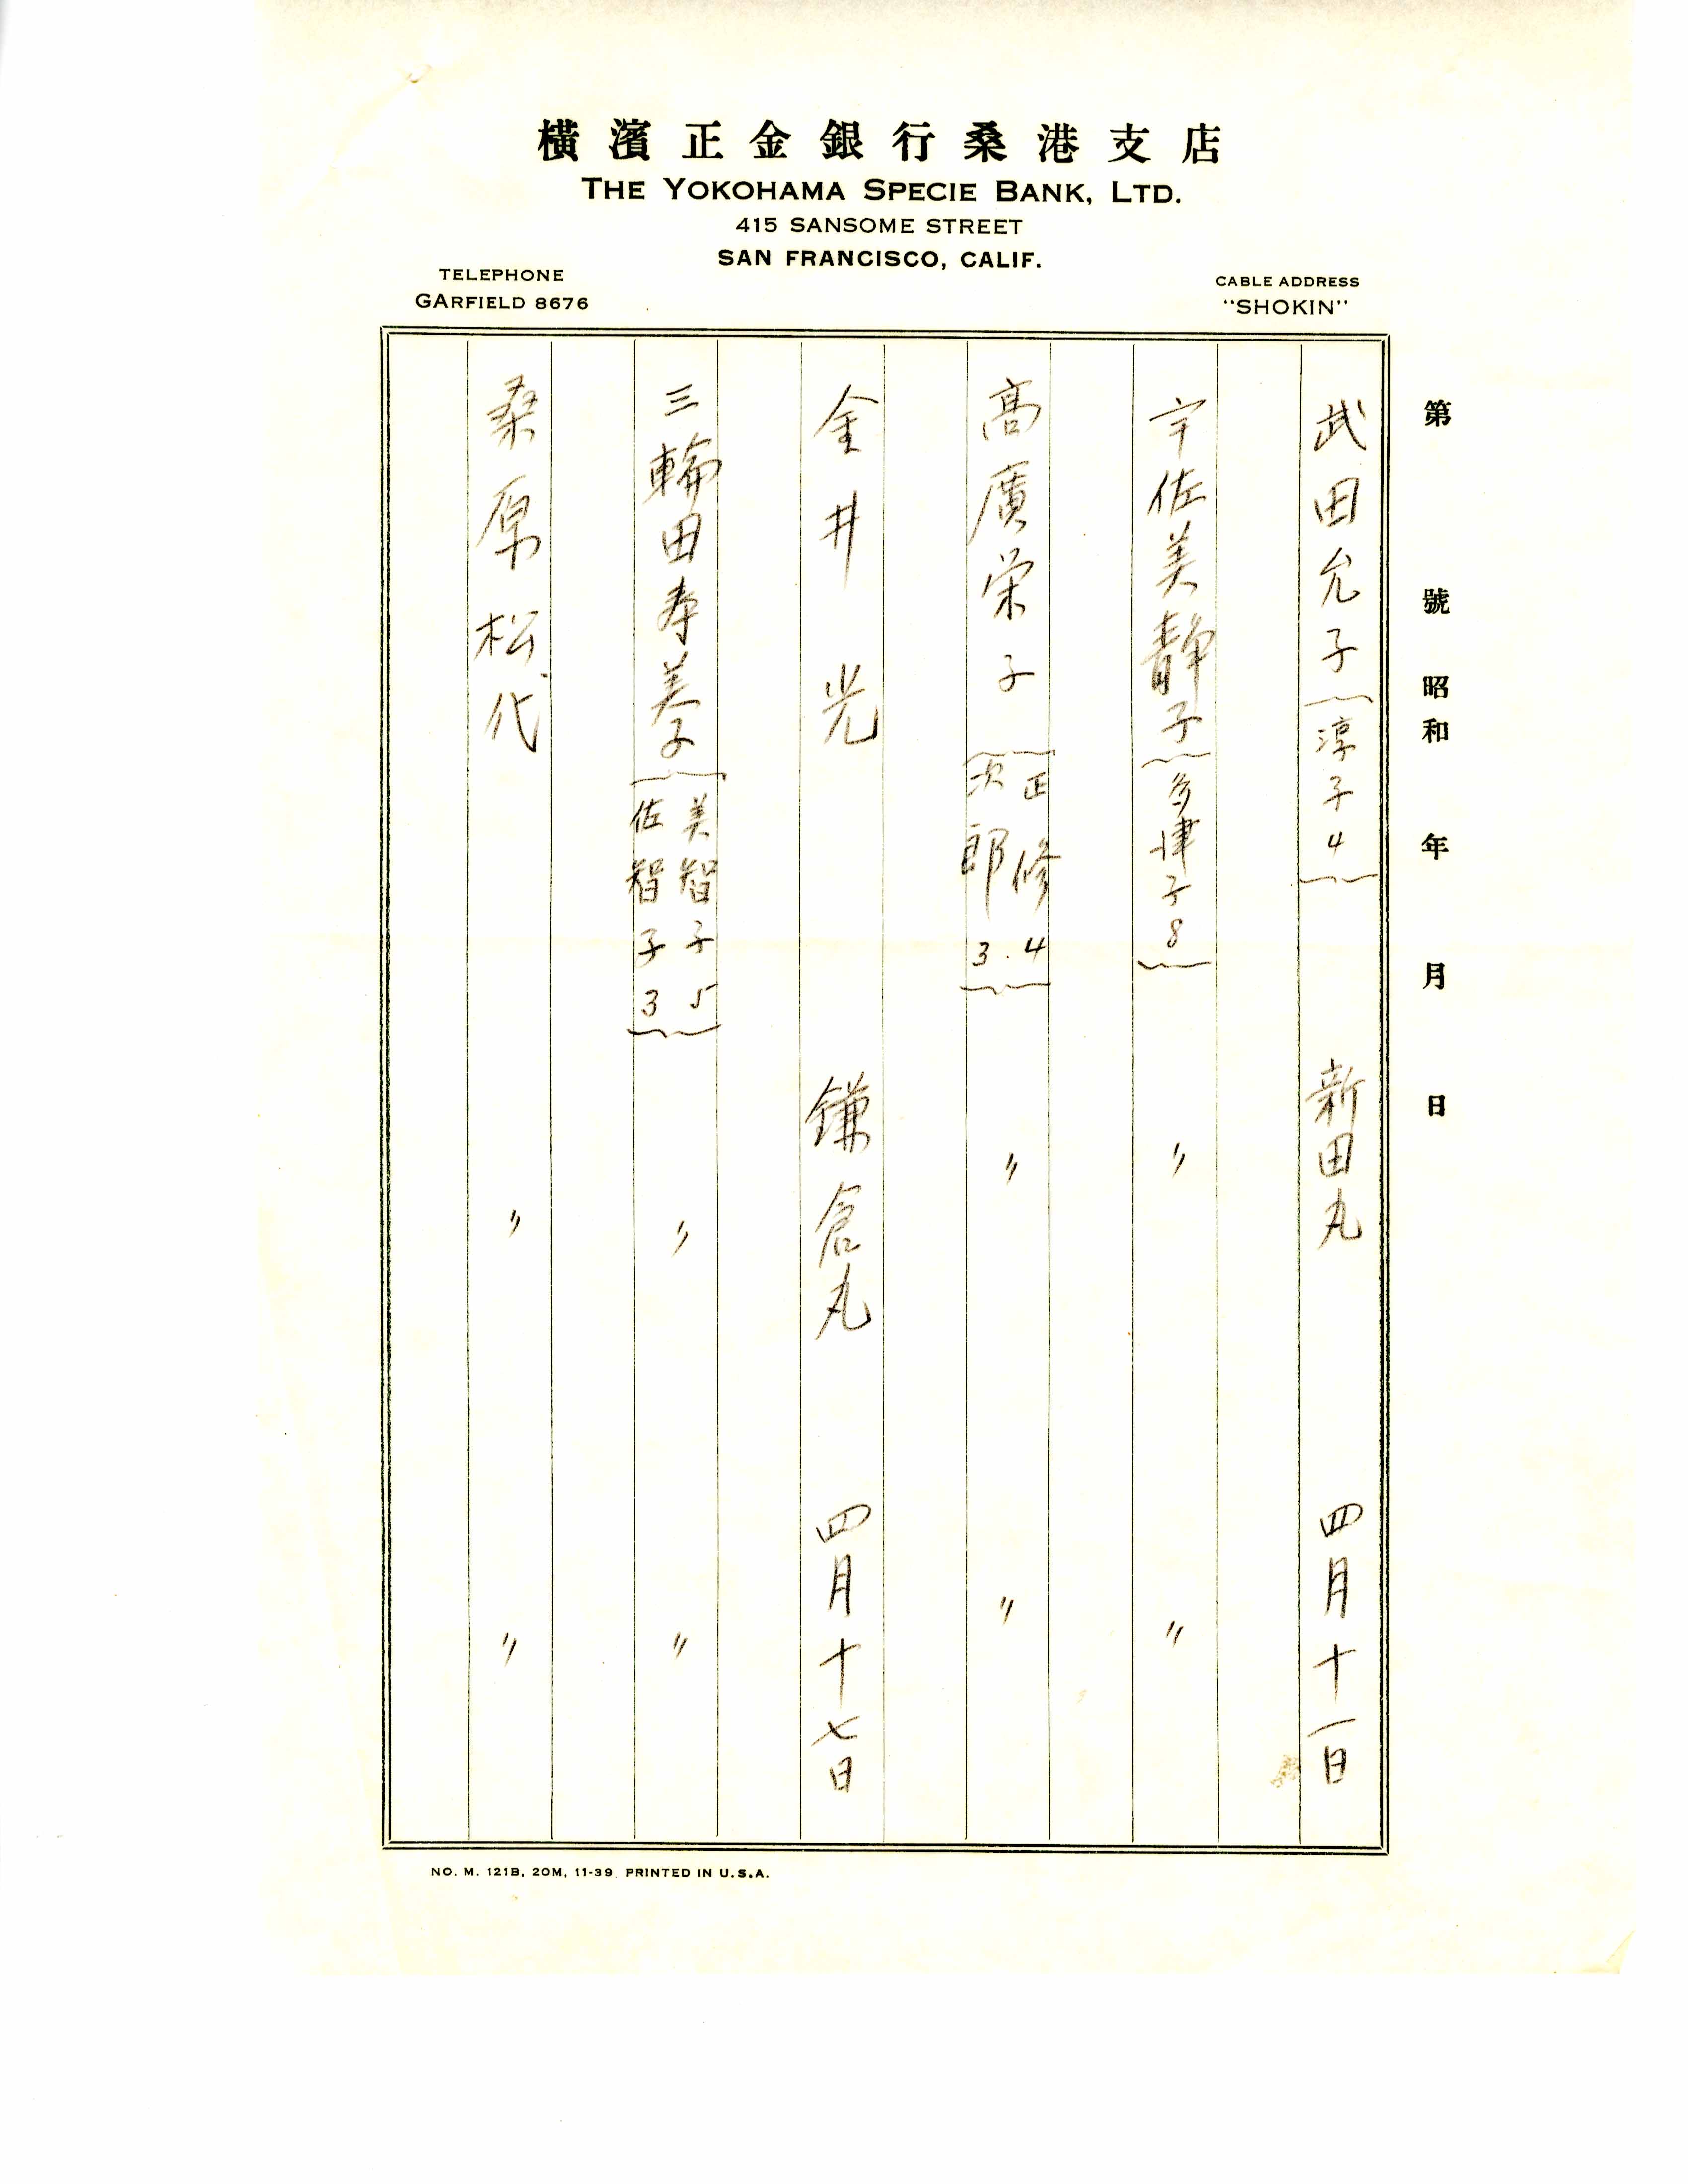 橫濱正金銀行桑港支店
THE YOKOHAMA SPECIE BANK, LTD.
415 SANSOME STREET
SAN FRANCISCO, CALIF.
TELEPHONE
GARFIELD 8676
CABLE ADDRESS
"SHOKIN"
第 號 昭和 年 月 日
武田允子（淳子4） 新田丸 四月十一日
宇佐美静子（多津子8） 〃 〃
高廣栄子（正修4. 次郎3） 〃 〃
金井光 鎌倉丸 四月十七日
三輪田寿美子（美智子5 佐智子3） 〃 〃
桑原松代 〃 〃
NO. M. 121B, 20M, 11-39. PRINTED IN U.S.A.